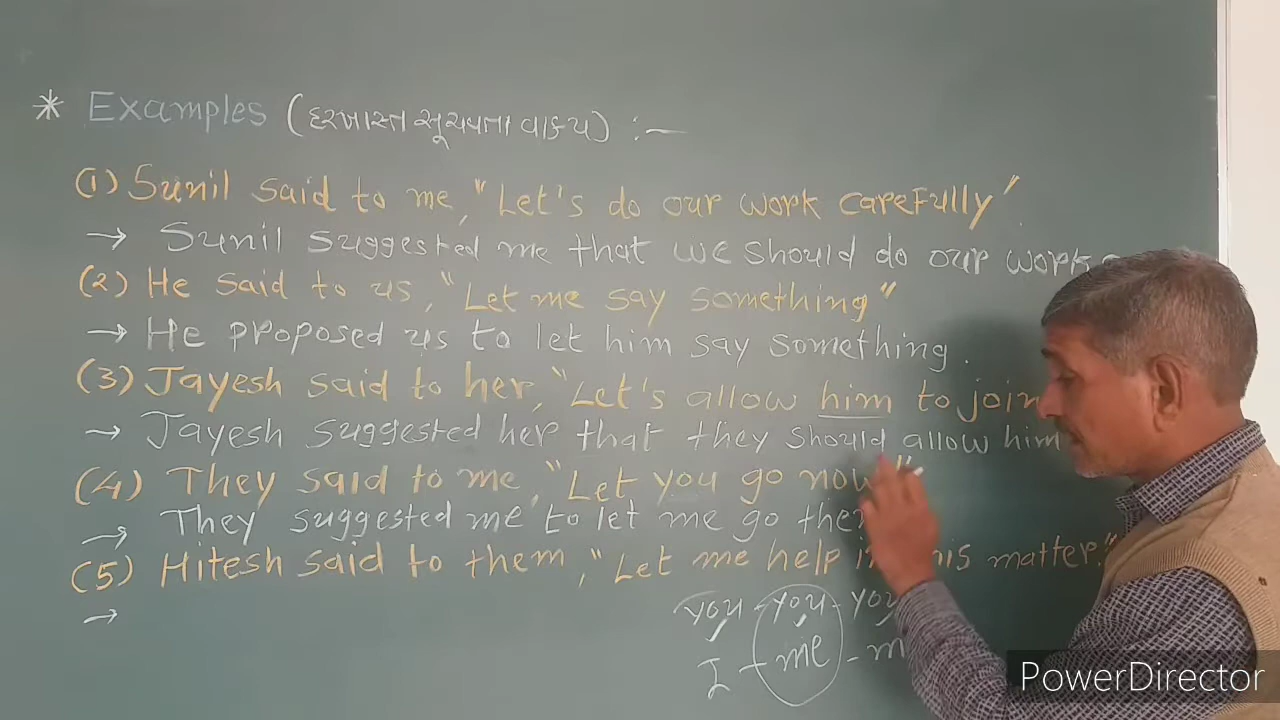 * Examples (દરખાસ્ત સૂચવતા વાક્ય) :-
(1) Sunil said to me, "Let's do our work carefully"
→ Sunil suggested me that we should do our work
(2) He said to us, "Let me say something"
→ He proposed us to let him say something.
(3) Jayesh said to her, "Let's allow him to join
→ Jayesh suggested her that they should allow him
(4) They said to me, "Let you go now"
→ They suggested me to let me go then
(5) Hitesh said to them, "Let me help in this matter."
→
you - you - you
I - me -
PowerDirector